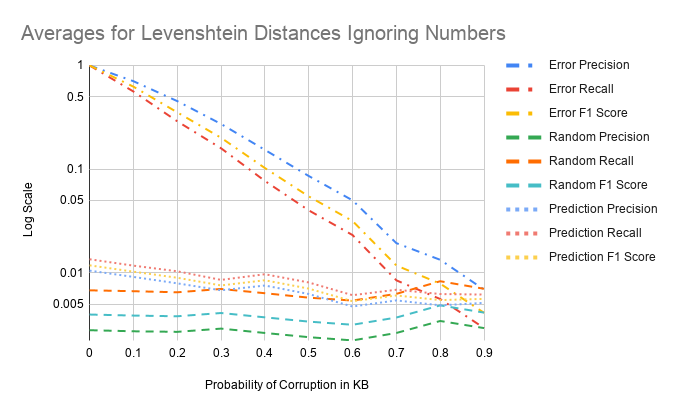 Averages for Levenshtein Distances Ignoring Numbers
1
0.5
0.1
0.05
0.01
0.005
Log Scale
0 0.1 0.2 0.3 0.4 0.5 0.6 0.7 0.8 0.9
Probability of Corruption in KB
Error Precision
Error Recall
Error F1 Score
Random Precision
Random Recall
Random F1 Score
Prediction Precision
Prediction Recall
Prediction F1 Score